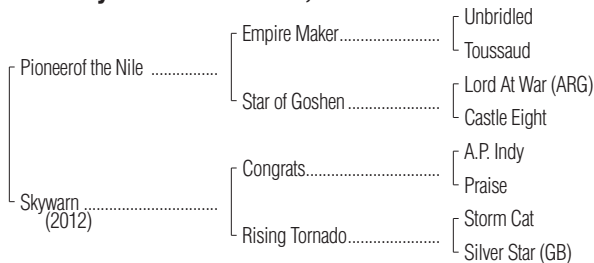 Unbridled
Empire Maker
Toussaud
Pioneerof the Nile
Lord At War (ARG)
Star of Goshen
Castle Eight
A.P. Indy
Congrats
Praise
Skywarn
(2012)
Storm Cat
Rising Tornado
Silver Star (GB)